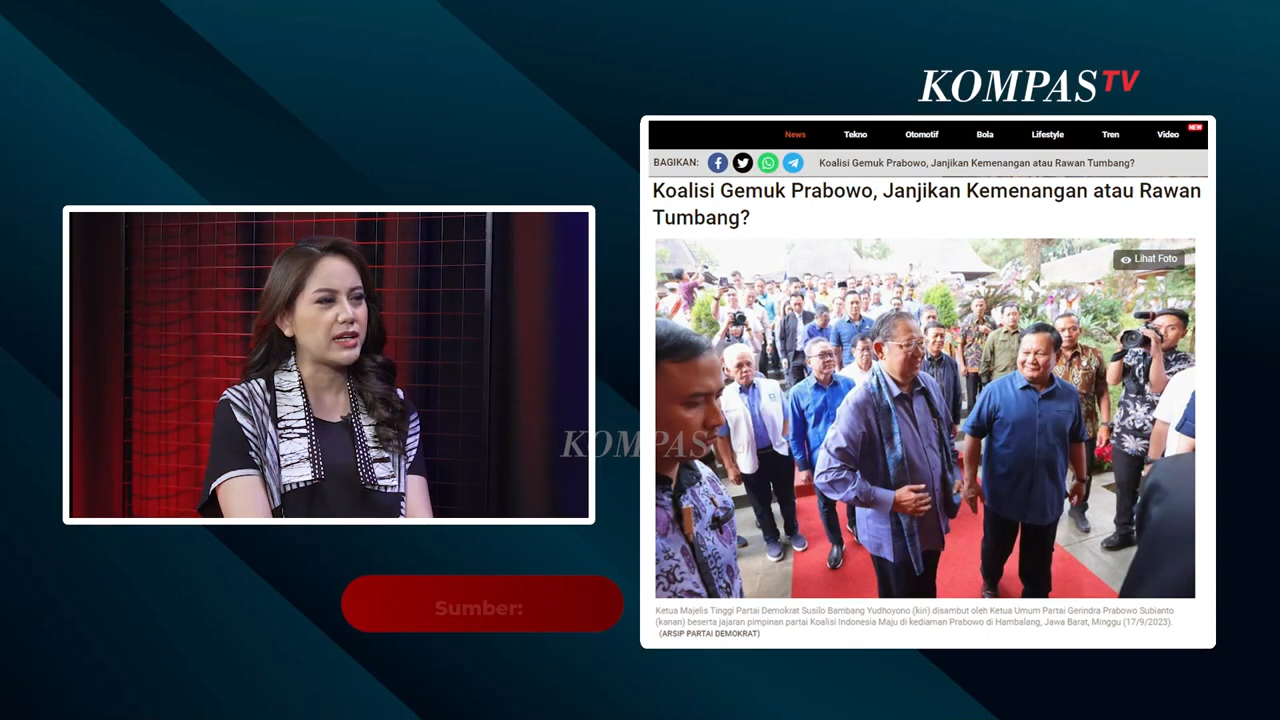 KOMPAS TV
News Tekno Otomotif Bola Lifestyle Tren Video NEW
BAGIKAN: Koalisi Gemuk Prabowo, Janjikan Kemenangan atau Rawan Tumbang?
Koalisi Gemuk Prabowo, Janjikan Kemenangan atau Rawan
Tumbang?
Lihat Foto
KOMPAS
Ketua Majelis Tinggi Partai Demokrat Susilo Bambang Yudhoyono (kiri) disambut oleh Ketua Umum Partai Gerindra Prabowo Subianto
(kanan) beserta jajaran pimpinan partai Koalisi Indonesia Maju di kediaman Prabowo di Hambalang, Jawa Barat, Minggu (17/9/2023).
(ARSIP PARTAI DEMOKRAT)
Sumber: